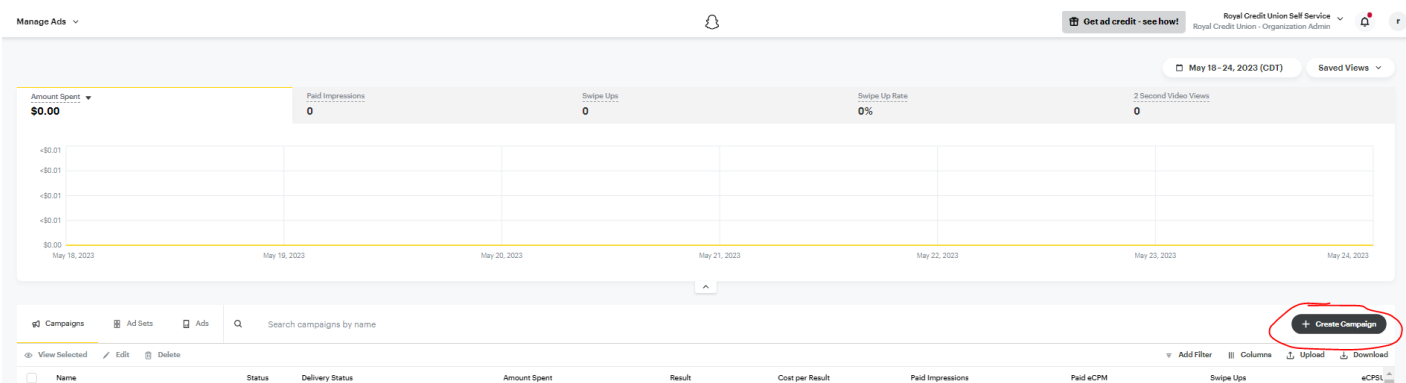 Manage Ads
Get ad credit - see how!
Royal Credit Union Self Service
Royal Credit Union - Organization Admin
r
May 18 – 24, 2023 (CDT)
Saved Views
Amount Spent
$0.00
Paid Impressions
0
Swipe Ups
0
Swipe Up Rate
0%
2 Second Video Views
0
<$0.01
<$0.01
<$0.01
<$0.01
$0.00
May 18, 2023 May 19, 2023 May 20, 2023 May 21, 2023 May 22, 2023 May 23, 2023 May 24, 2023
Campaigns Ad Sets Ads Search campaigns by name + Create Campaign
View Selected Edit Delete Add Filter Columns Upload Download
Name Status Delivery Status Amount Spent Result Cost per Result Paid Impressions Paid eCPM Swipe Ups eCPSU